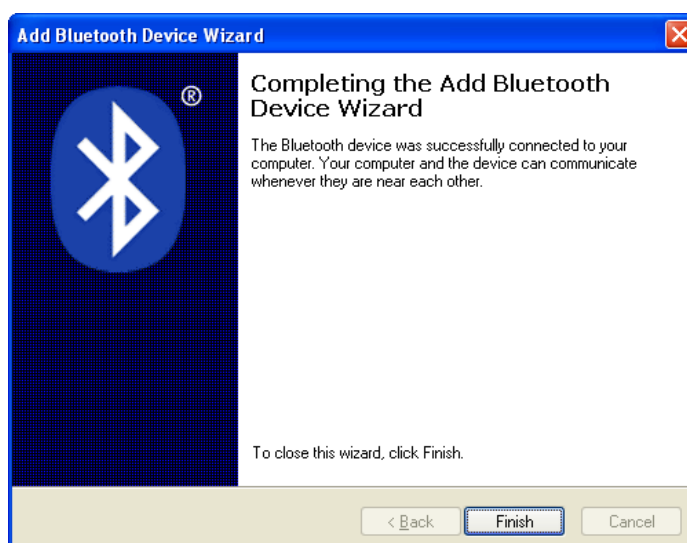 Add Bluetooth Device Wizard
®
Completing the Add Bluetooth
Device Wizard
The Bluetooth device was successfully connected to your
computer. Your computer and the device can communicate
whenever they are near each other.
To close this wizard, click Finish.
< Back
Finish
Cancel